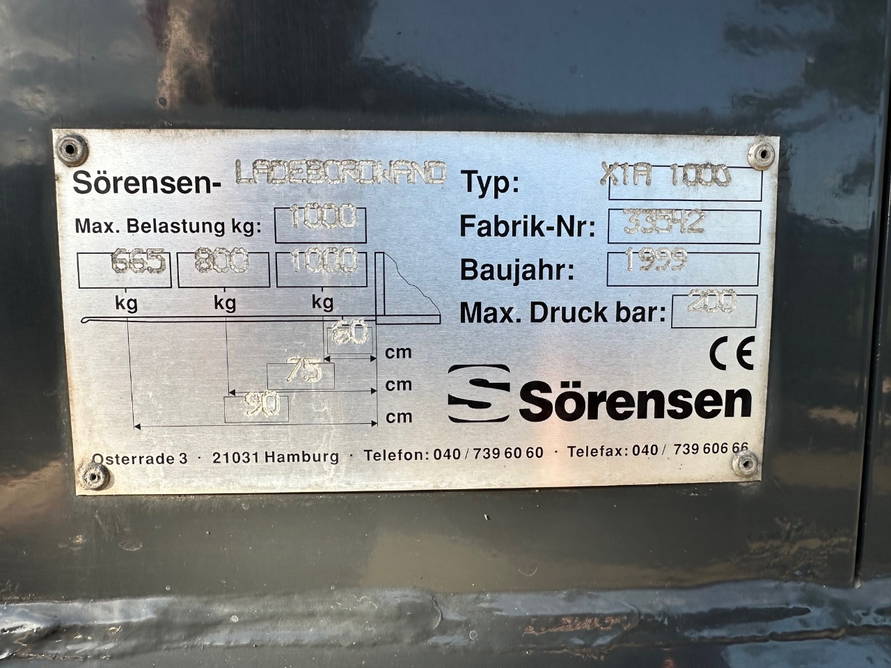 Sörensen- LADEBORDWAND
Max. Belastung kg: 1000
665 800 1000
kg kg kg
60 cm
75 cm
90 cm
Typ: X1A 1000
Fabrik-Nr: 33542
Baujahr: 1999
Max. Druck bar: 200
CE
S Sörensen
Osterrade 3 · 21031 Hamburg · Telefon: 040 / 739 60 60 · Telefax: 040 / 739 606 66